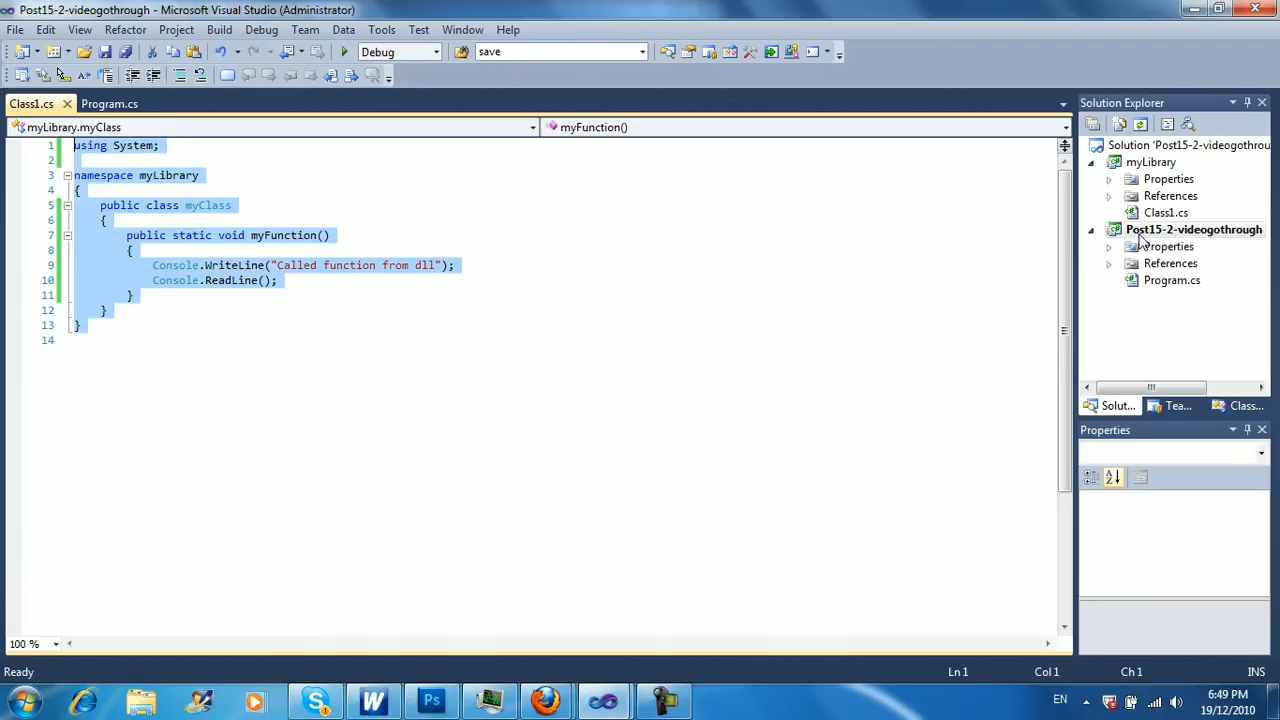 Post15-2-videogothrough - Microsoft Visual Studio (Administrator)
File Edit View Refactor Project Build Debug Team Data Tools Test Window Help
Debug save
Class1.cs Program.cs
myLibrary.myClass myFunction()
1 using System;
2
3 namespace myLibrary
4 {
5 public class myClass
6 {
7 public static void myFunction()
8 {
9 Console.WriteLine("Called function from dll");
10 Console.ReadLine();
11 }
12 }
13 }
14
100 %
Solution Explorer
Solution 'Post15-2-videogothrou
myLibrary
Properties
References
Class1.cs
Post15-2-videogothrough
Properties
References
Program.cs
Solut... Tea... Class...
Properties
Ready Ln 1 Col 1 Ch 1 INS
EN 6:49 PM
19/12/2010